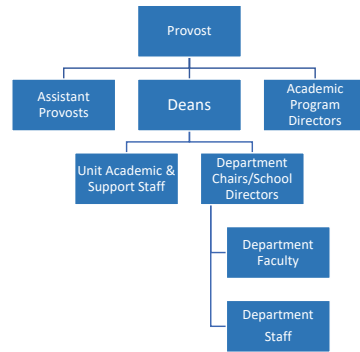 Provost
Assistant
Provosts
Deans
Academic
Program
Directors
Unit Academic &
Support Staff
Department
Chairs/School
Directors
Department
Faculty
Department
Staff